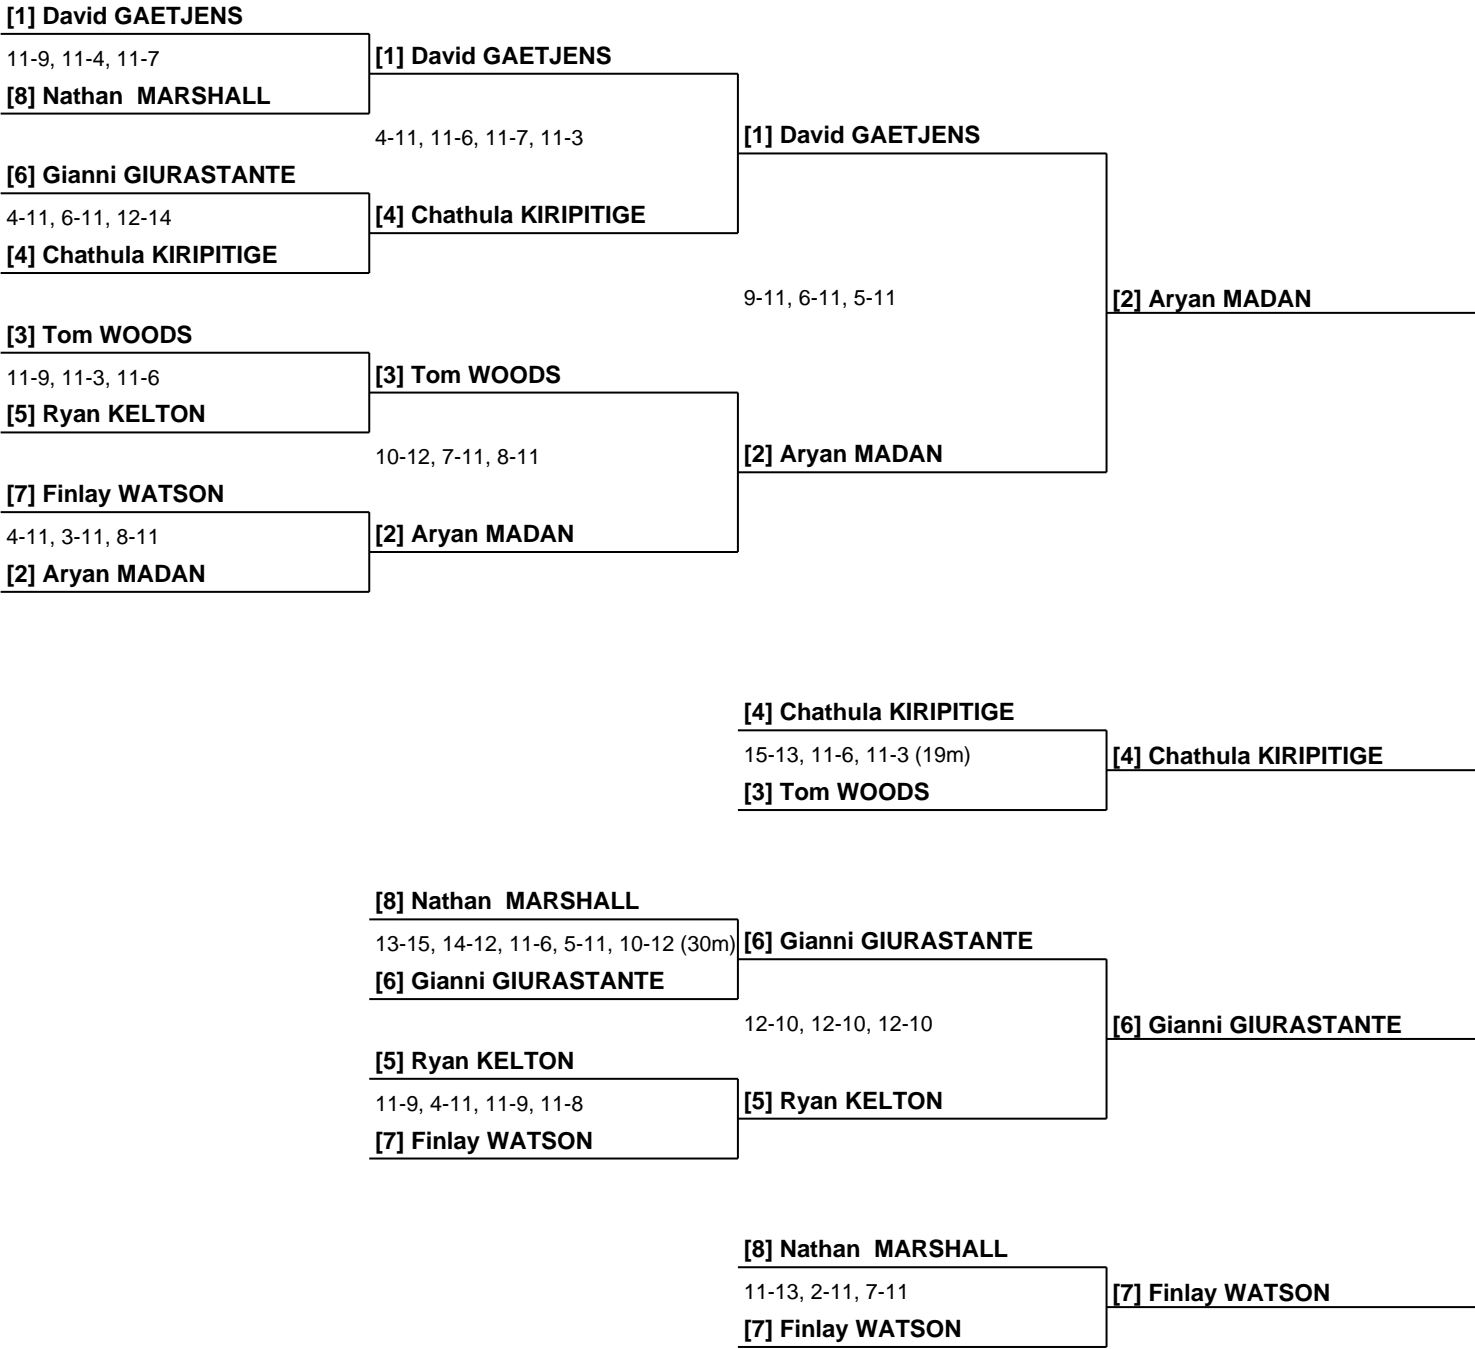 [1] David GAETJENS
11-9, 11-4, 11-7
[8] Nathan  MARSHALL
[6] Gianni GIURASTANTE
4-11, 6-11, 12-14
[4] Chathula KIRIPITIGE
[3] Tom WOODS
11-9, 11-3, 11-6
[5] Ryan KELTON
[7] Finlay WATSON
4-11, 3-11, 8-11
[2] Aryan MADAN
[1] David GAETJENS
4-11, 11-6, 11-7, 11-3
[4] Chathula KIRIPITIGE
[3] Tom WOODS
10-12, 7-11, 8-11
[2] Aryan MADAN
[1] David GAETJENS
9-11, 6-11, 5-11
[2] Aryan MADAN
[2] Aryan MADAN
[4] Chathula KIRIPITIGE
15-13, 11-6, 11-3 (19m)
[3] Tom WOODS
[4] Chathula KIRIPITIGE
[8] Nathan  MARSHALL
13-15, 14-12, 11-6, 5-11, 10-12 (30m)
[6] Gianni GIURASTANTE
[5] Ryan KELTON
11-9, 4-11, 11-9, 11-8
[7] Finlay WATSON
[6] Gianni GIURASTANTE
12-10, 12-10, 12-10
[5] Ryan KELTON
[6] Gianni GIURASTANTE
[8] Nathan  MARSHALL
11-13, 2-11, 7-11
[7] Finlay WATSON
[7] Finlay WATSON